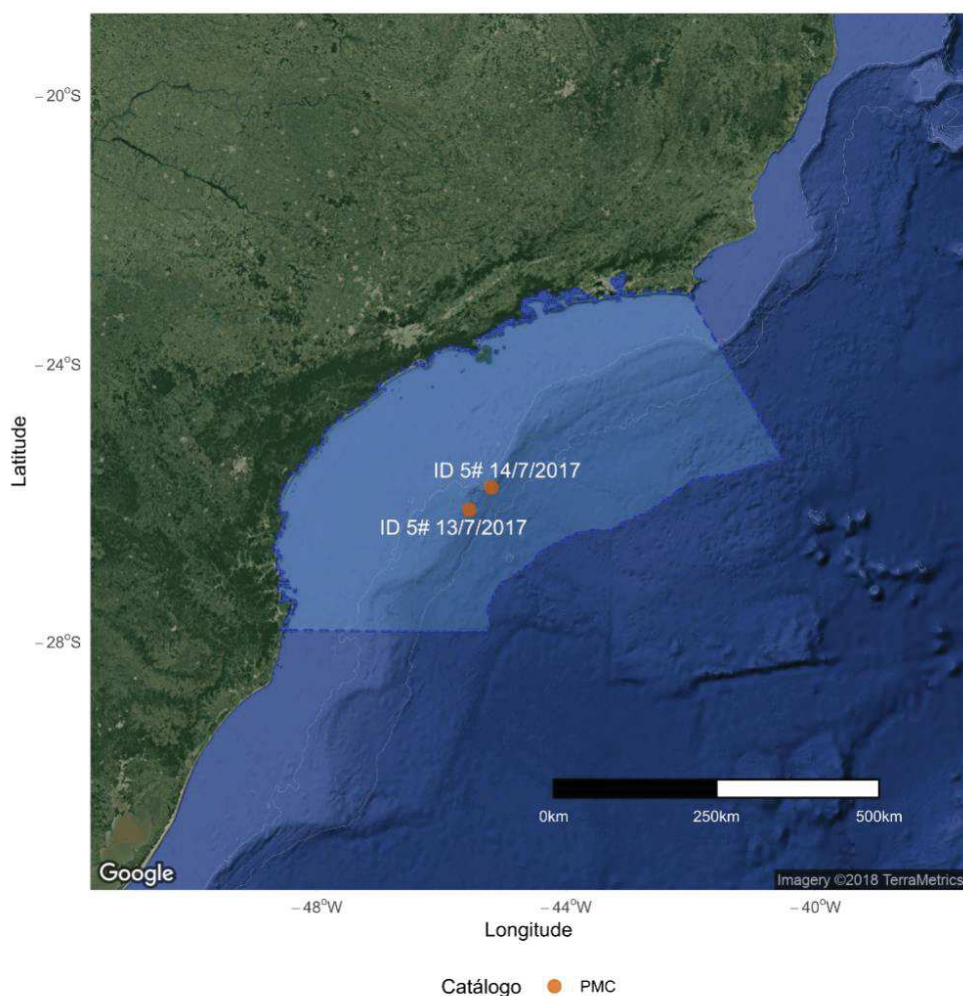 −20°S
−24°S
Latitude
ID 5# 14/7/2017
ID 5# 13/7/2017
−28°S
0km 250km 500km
Google
Imagery ©2018 TerraMetrics
−48°W −44°W −40°W
Longitude
Catálogo PMC